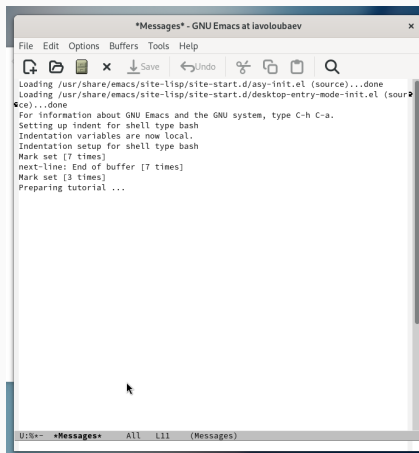 *Messages* - GNU Emacs at iavoloubaev
File Edit Options Buffers Tools Help
Save Undo
Loading /usr/share/emacs/site-lisp/site-start.d/asy-init.el (source)...done
Loading /usr/share/emacs/site-lisp/site-start.d/desktop-entry-mode-init.el (sour
ce)...done
For information about GNU Emacs and the GNU system, type C-h C-a.
Setting up indent for shell type bash
Indentation variables are now local.
Indentation setup for shell type bash
Mark set [7 times]
next-line: End of buffer [7 times]
Mark set [3 times]
Preparing tutorial ...
U:%*- *Messages* All L11 (Messages)